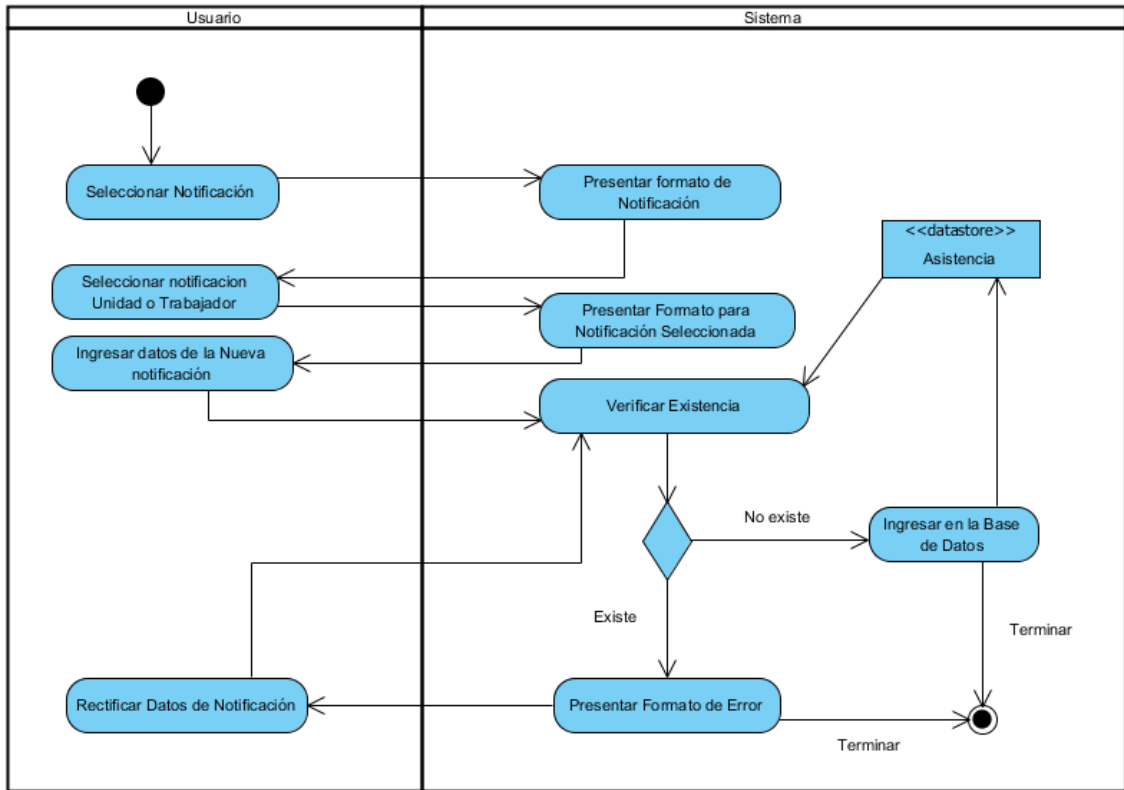 Usuario
Sistema
Seleccionar Notificación
Presentar formato de
Notificación
<<datastore>>
Asistencia
Seleccionar notificacion
Unidad o Trabajador
Presentar Formato para
Notificación Seleccionada
Ingresar datos de la Nueva
notificación
Verificar Existencia
No existe
Ingresar en la Base
de Datos
Existe
Terminar
Rectificar Datos de Notificación
Presentar Formato de Error
Terminar